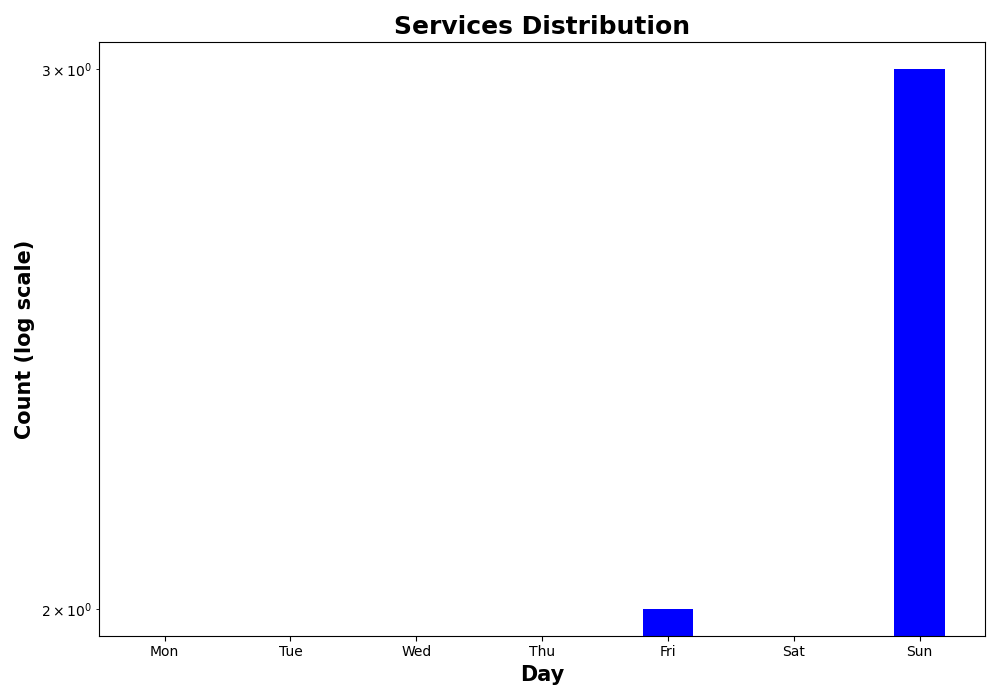 Services Distribution
Count (log scale)
3 × 10⁰
2 × 10⁰
Mon Tue Wed Thu Fri Sat Sun
Day